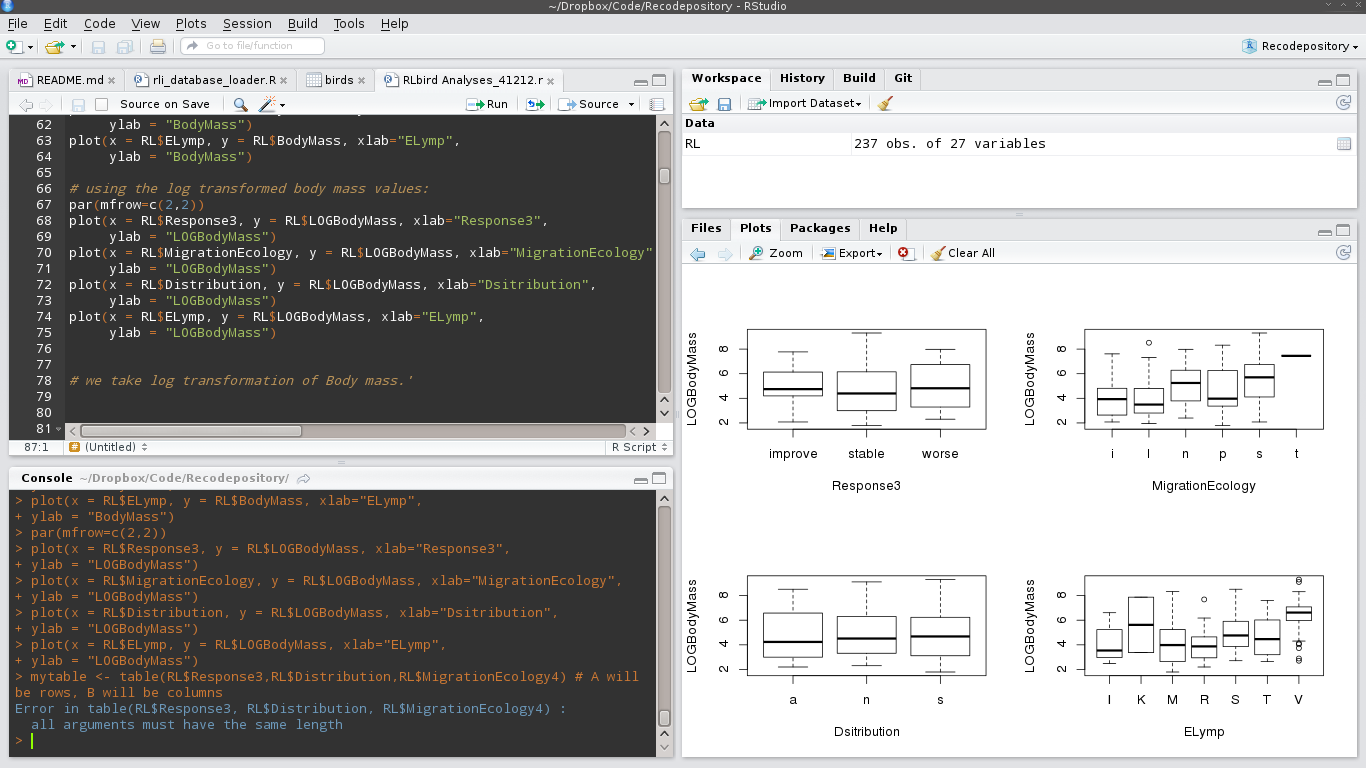 ~/Dropbox/Code/Recodepository - RStudio
File Edit Code View Plots Session Build Tools Help
Go to file/function
Recodepository
README.md
rli_database_loader.R
birds
RLbird Analyses_41212.r
Source on Save
Run
Source
62 ylab = "BodyMass")
63 plot(x = RL$ELymp, y = RL$BodyMass, xlab="ELymp",
64 ylab = "BodyMass")
65
66 # using the log transformed body mass values:
67 par(mfrow=c(2,2))
68 plot(x = RL$Response3, y = RL$LOGBodyMass, xlab="Response3",
69 ylab = "LOGBodyMass")
70 plot(x = RL$MigrationEcology, y = RL$LOGBodyMass, xlab="MigrationEcology"
71 ylab = "LOGBodyMass")
72 plot(x = RL$Distribution, y = RL$LOGBodyMass, xlab="Dsitribution",
73 ylab = "LOGBodyMass")
74 plot(x = RL$ELymp, y = RL$LOGBodyMass, xlab="ELymp",
75 ylab = "LOGBodyMass")
76
77
78 # we take log transformation of Body mass.'
79
80
81
87:1
(Untitled)
R Script
Console ~/Dropbox/Code/Recodepository/
> plot(x = RL$ELymp, y = RL$BodyMass, xlab="ELymp",
+ ylab = "BodyMass")
> par(mfrow=c(2,2))
> plot(x = RL$Response3, y = RL$LOGBodyMass, xlab="Response3",
+ ylab = "LOGBodyMass")
> plot(x = RL$MigrationEcology, y = RL$LOGBodyMass, xlab="MigrationEcology",
+ ylab = "LOGBodyMass")
> plot(x = RL$Distribution, y = RL$LOGBodyMass, xlab="Dsitribution",
+ ylab = "LOGBodyMass")
> plot(x = RL$ELymp, y = RL$LOGBodyMass, xlab="ELymp",
+ ylab = "LOGBodyMass")
> mytable <- table(RL$Response3,RL$Distribution,RL$MigrationEcology4) # A will
be rows, B will be columns
Error in table(RL$Response3, RL$Distribution, RL$MigrationEcology4) :
all arguments must have the same length
>
Workspace History Build Git
Import Dataset
Data
RL 237 obs. of 27 variables
Files Plots Packages Help
Zoom Export Clear All
LOGBodyMass
8
6
4
2
improve stable worse
Response3
LOGBodyMass
8
6
4
2
i l n p s t
MigrationEcology
LOGBodyMass
8
6
4
2
a n s
Dsitribution
LOGBodyMass
8
6
4
2
I K M R S T V
ELymp